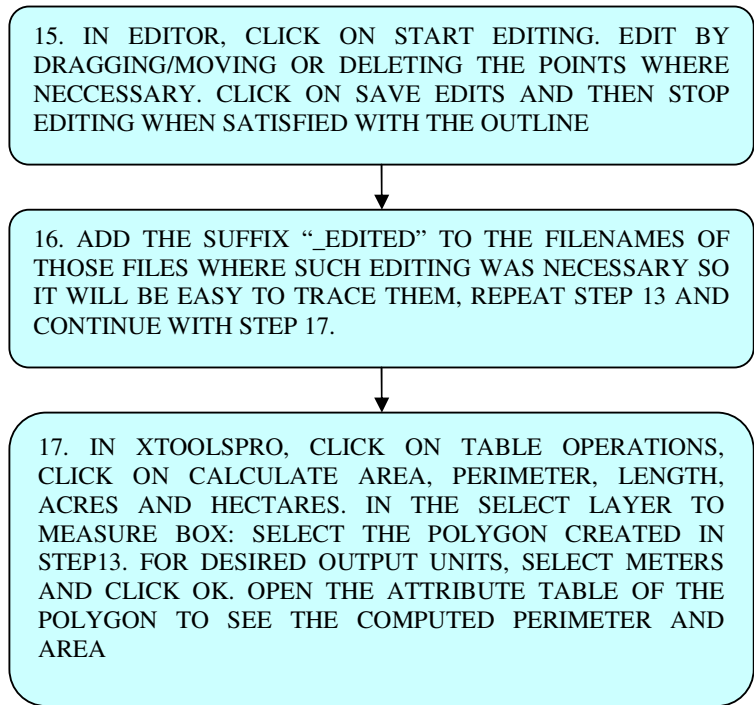 15. IN EDITOR, CLICK ON START EDITING. EDIT BY
DRAGGING/MOVING OR DELETING THE POINTS WHERE
NECCESSARY. CLICK ON SAVE EDITS AND THEN STOP
EDITING WHEN SATISFIED WITH THE OUTLINE
16. ADD THE SUFFIX “_EDITED” TO THE FILENAMES OF
THOSE FILES WHERE SUCH EDITING WAS NECESSARY SO
IT WILL BE EASY TO TRACE THEM, REPEAT STEP 13 AND
CONTINUE WITH STEP 17.
17. IN XTOOLSPRO, CLICK ON TABLE OPERATIONS,
CLICK ON CALCULATE AREA, PERIMETER, LENGTH,
ACRES AND HECTARES. IN THE SELECT LAYER TO
MEASURE BOX: SELECT THE POLYGON CREATED IN
STEP13. FOR DESIRED OUTPUT UNITS, SELECT METERS
AND CLICK OK. OPEN THE ATTRIBUTE TABLE OF THE
POLYGON TO SEE THE COMPUTED PERIMETER AND
AREA